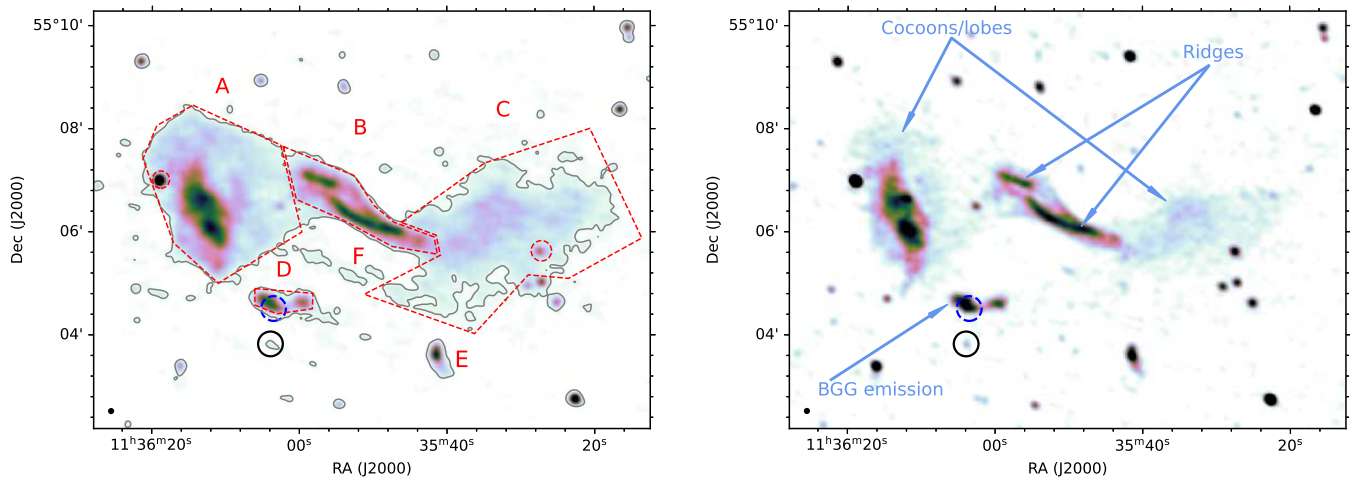 55°10'
08'
06'
04'
Dec (J2000)
A
B
C
D
F
E
11ʰ36ᵐ20ˢ
00ˢ
35ᵐ40ˢ
20ˢ
RA (J2000)
55°10'
08'
06'
04'
Dec (J2000)
Cocoons/lobes
Ridges
BGG emission
11ʰ36ᵐ20ˢ
00ˢ
35ᵐ40ˢ
20ˢ
RA (J2000)